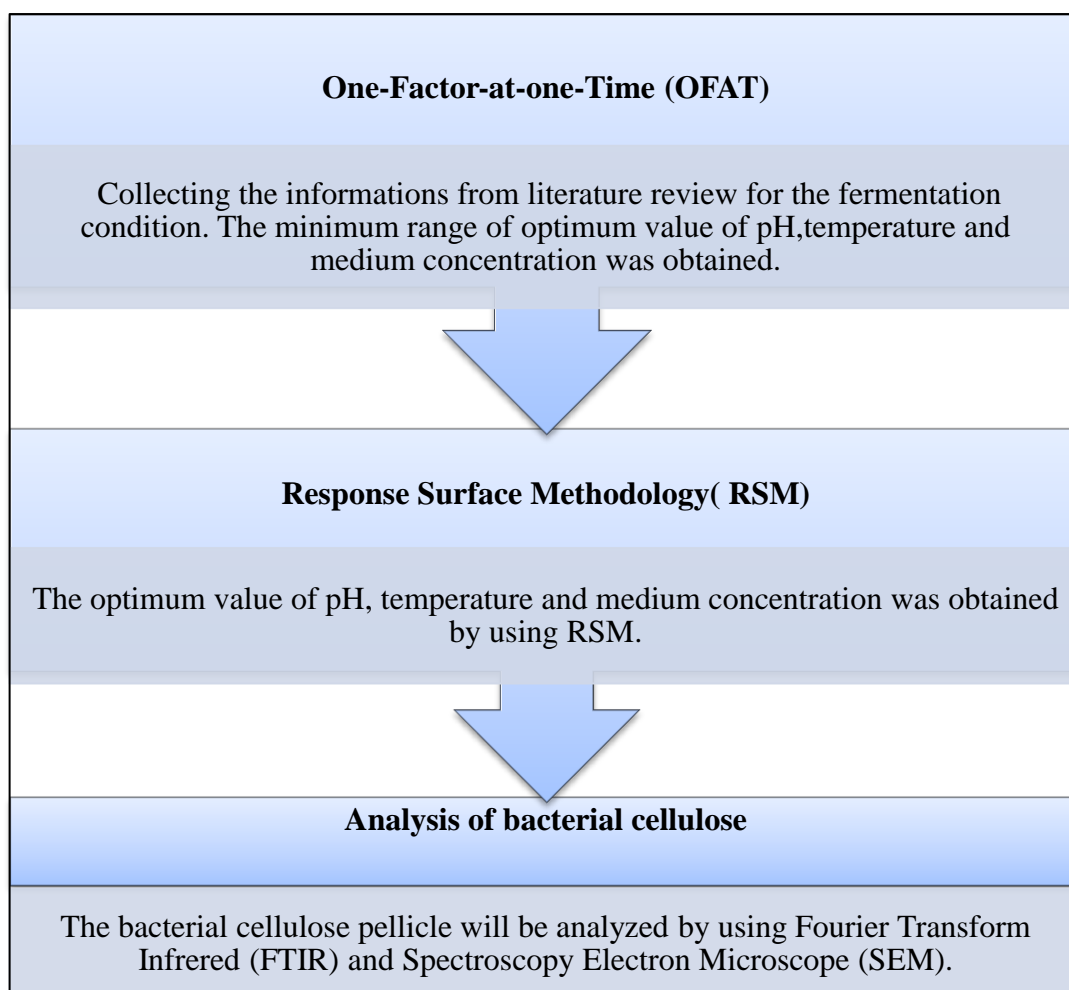 One-Factor-at-one-Time (OFAT)
Collecting the informations from literature review for the fermentation
condition. The minimum range of optimum value of pH,temperature and
medium concentration was obtained.
Response Surface Methodology( RSM)
The optimum value of pH, temperature and medium concentration was obtained
by using RSM.
Analysis of bacterial cellulose
The bacterial cellulose pellicle will be analyzed by using Fourier Transform
Infrered (FTIR) and Spectroscopy Electron Microscope (SEM).